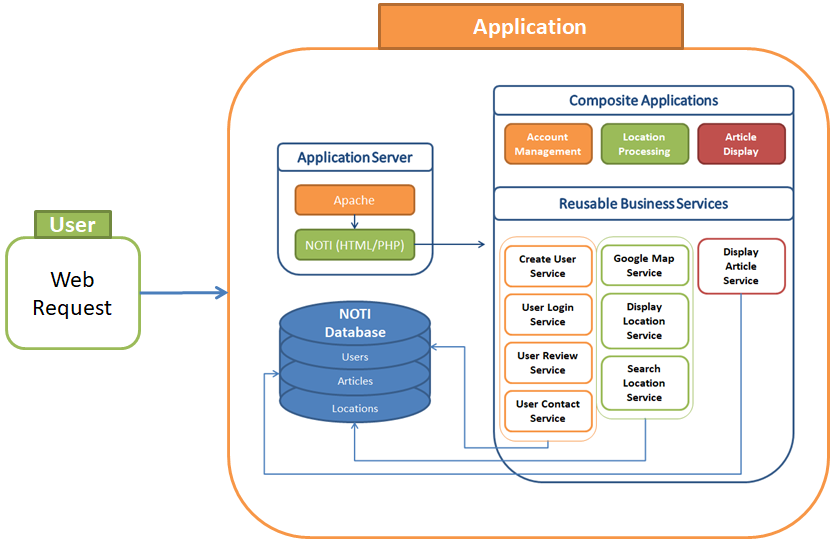 Application
User
Web
Request
Application Server
Apache
NOTI (HTML/PHP)
NOTI
Database
Users
Articles
Locations
Composite Applications
Account
Management
Location
Processing
Article
Display
Reusable Business Services
Create User
Service
User Login
Service
User Review
Service
User Contact
Service
Google Map
Service
Display
Location
Service
Search
Location
Service
Display
Article
Service